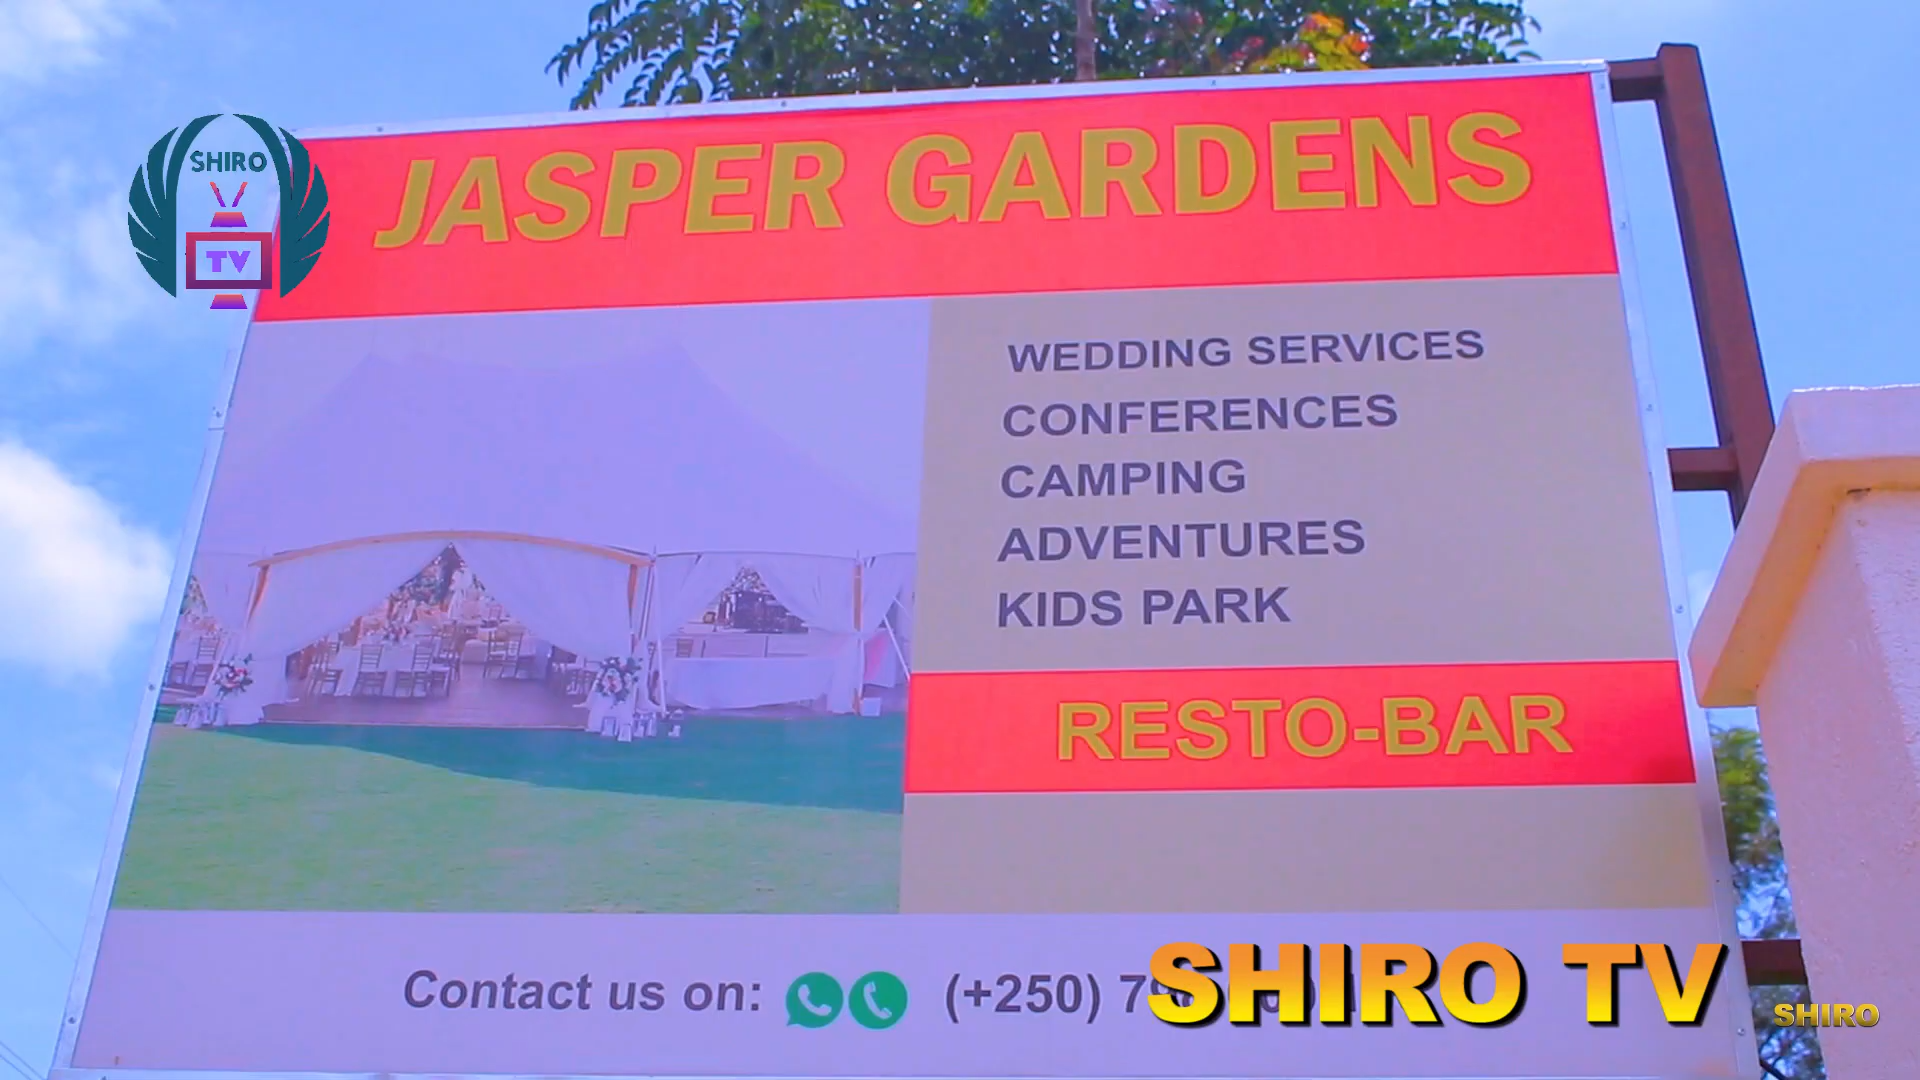 SHIRO
TV
JASPER GARDENS
WEDDING SERVICES
CONFERENCES
CAMPING
ADVENTURES
KIDS PARK
RESTO-BAR
Contact us on: (+250)
SHIRO TV
SHIRO